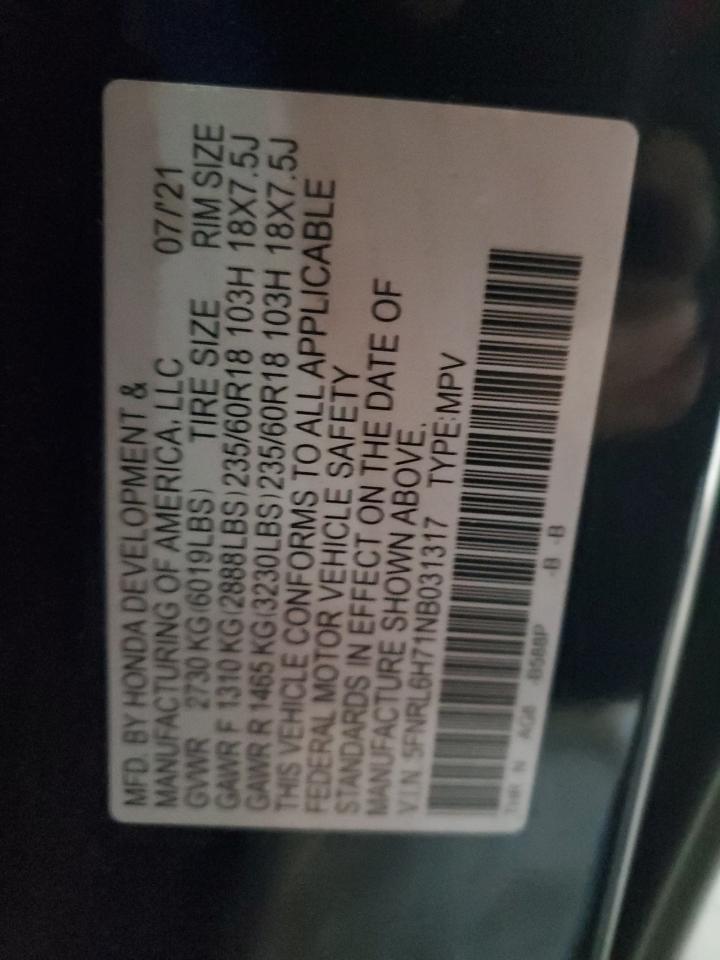 MFD. BY HONDA DEVELOPMENT &
MANUFACTURING OF AMERICA, LLC 07/'21
GVWR 2730 KG (6019LBS) TIRE SIZE RIM SIZE
GAWR F 1310 KG (2888LBS) 235/60R18 103H 18X7.5J
GAWR R 1465 KG (3230LBS) 235/60R18 103H 18X7.5J
THIS VEHICLE CONFORMS TO ALL APPLICABLE
FEDERAL MOTOR VEHICLE SAFETY
STANDARDS IN EFFECT ON THE DATE OF
MANUFACTURE SHOWN ABOVE.
V I N 5FNRL6H71NB031317 TYPE:MPV
THR N AG6 -B588P -B -B